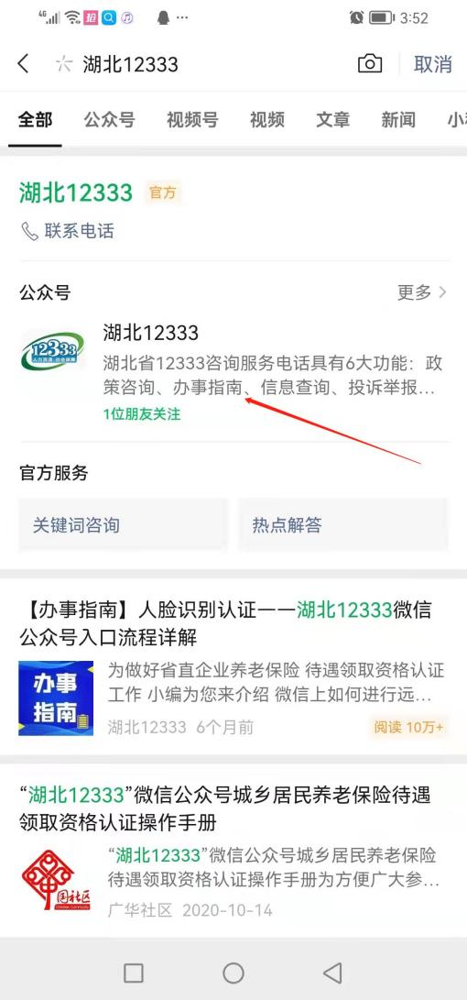 4G 抢 3:52
湖北12333 取消
全部 公众号 视频号 视频 文章 新闻
湖北12333 官方
联系电话
公众号 更多
12333
人力资源 社会保障
湖北12333
湖北省12333咨询服务电话具有6大功能：政
策咨询、办事指南、信息查询、投诉举报...
1位朋友关注
官方服务
关键词咨询 热点解答
【办事指南】人脸识别认证——湖北12333微信
公众号入口流程详解
办事
指南
为做好省直企业养老保险 待遇领取资格认证
工作 小编为您来介绍 微信上如何进行远...
湖北12333 6个月前 阅读 10万+
“湖北12333”微信公众号城乡居民养老保险待遇
领取资格认证操作手册
“湖北12333”微信公众号城乡居民养老保险
待遇领取资格认证操作手册为方便广大参...
广华社区 2020-10-14